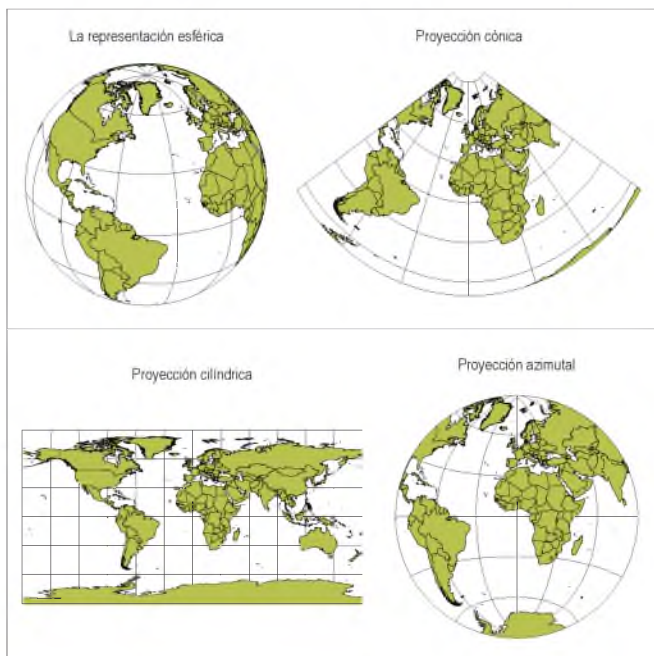 La representación esférica
Proyección cónica
Proyección cilíndrica
Proyección azimutal